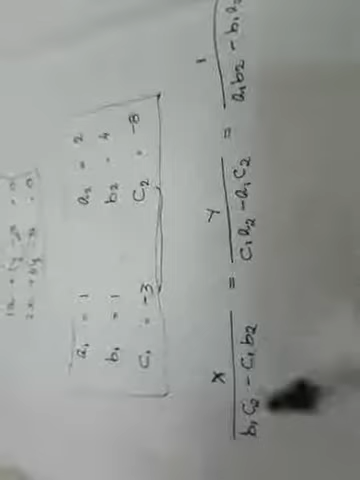 a₁ = 1 a₂ = 2
b₁ = 1 b₂ = 4
c₁ = -3 c₂ = -8
x / (b₁c₂ - c₁b₂) = y / (c₁a₂ - a₁c₂) = 1 / (a₁b₂ - b₁a₂